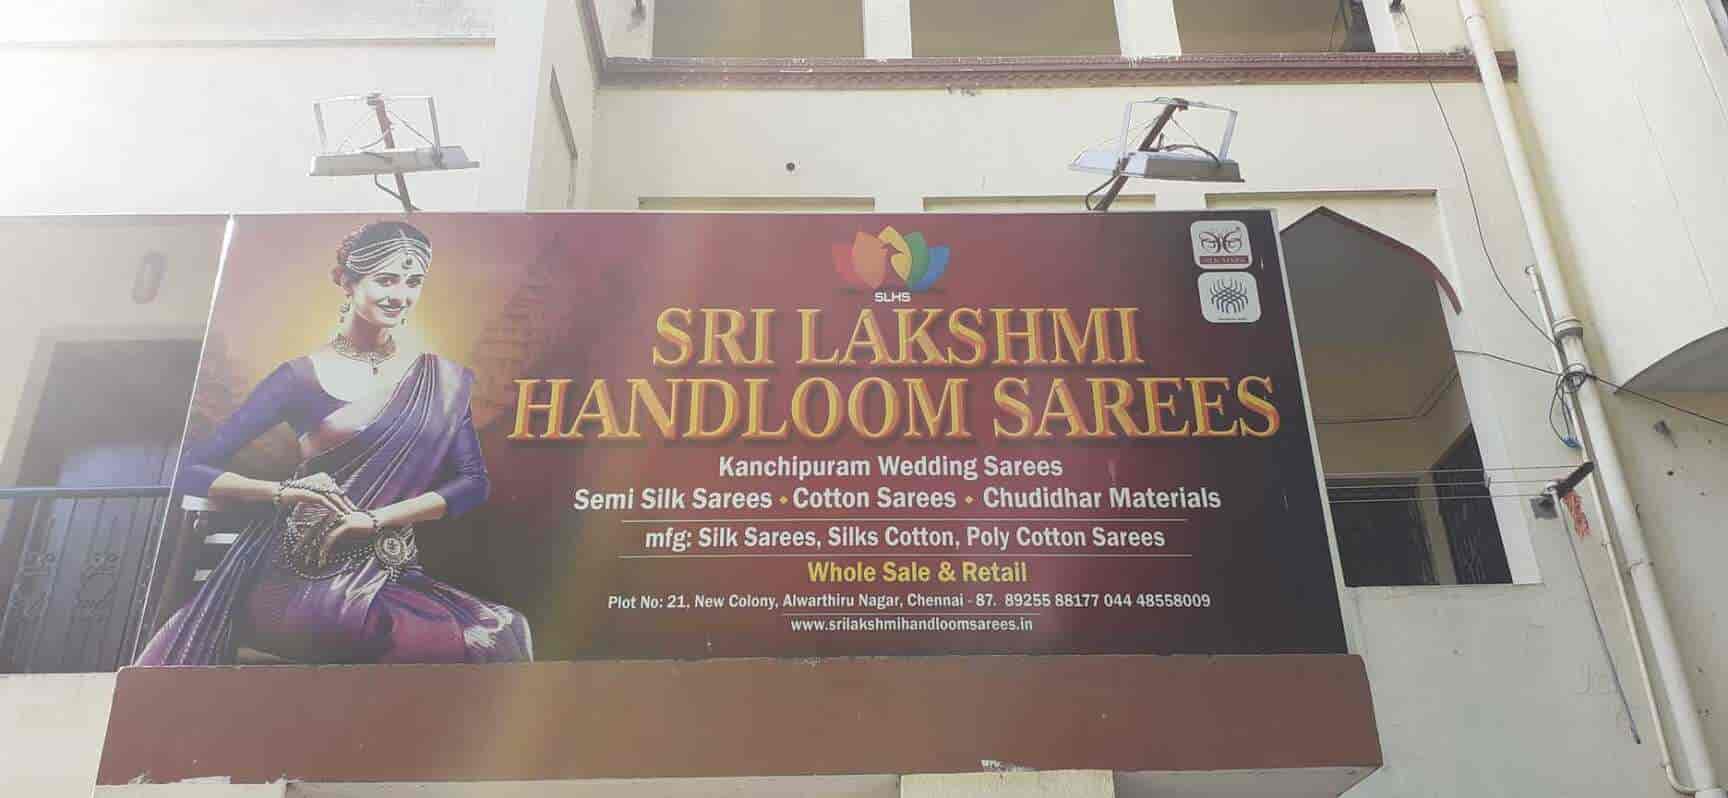 SLHS
SILK MARK
SRI LAKSHMI
HANDLOOM SAREES
Kanchipuram Wedding Sarees
Semi Silk Sarees • Cotton Sarees • Chudidhar Materials
mfg: Silk Sarees, Silks Cotton, Poly Cotton Sarees
Whole Sale & Retail
Plot No: 21, New Colony, Alwarthiru Nagar, Chennai - 87. 89255 88177 044 48558009
www.srilakshmihandloomsarees.in